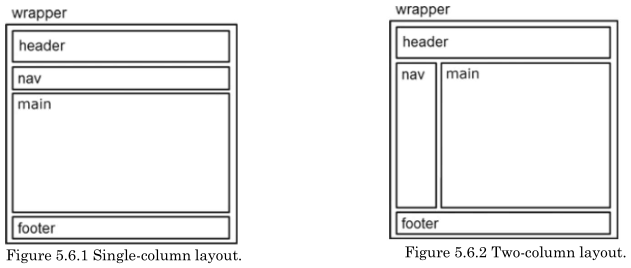 wrapper
header
nav
main
footer
Figure 5.6.1 Single-column layout.
wrapper
header
nav main
footer
Figure 5.6.2 Two-column layout.